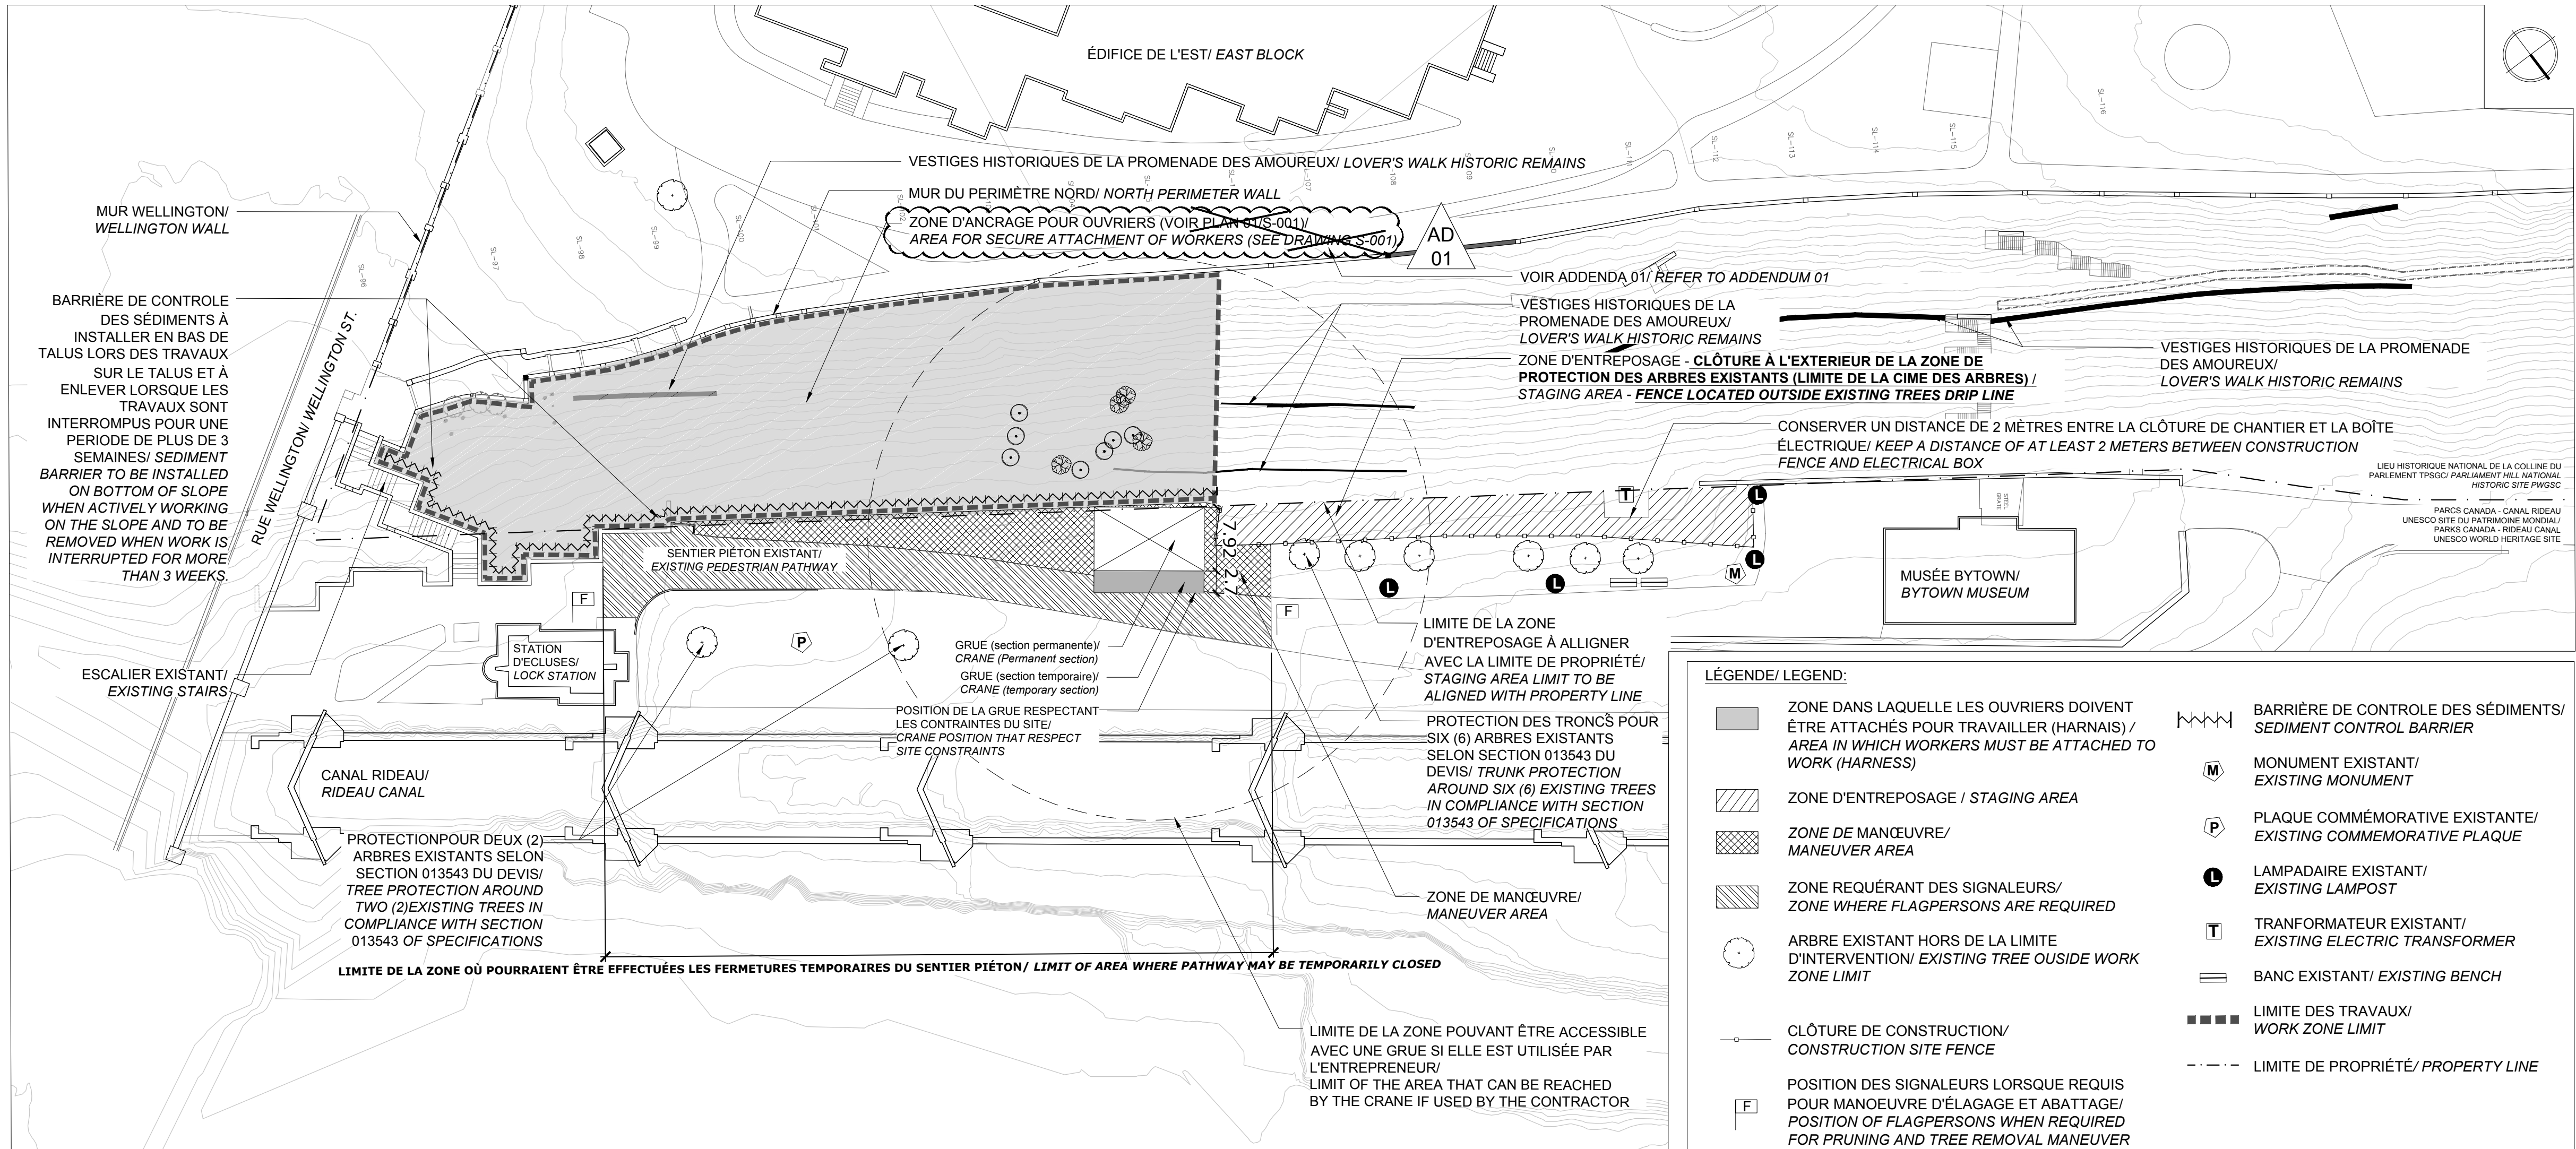 ÉDIFICE DE L'EST/ EAST BLOCK
VESTIGES HISTORIQUES DE LA PROMENADE DES AMOUREUX/ LOVER'S WALK HISTORIC REMAINS
MUR DU PERIMÈTRE NORD/ NORTH PERIMETER WALL
ZONE D'ANCRAGE POUR OUVRIERS (VOIR PLAN 01/S-001)/
AREA FOR SECURE ATTACHMENT OF WORKERS (SEE DRAWING S-001)
AD
01
VOIR ADDENDA 01/ REFER TO ADDENDUM 01
MUR WELLINGTON/
WELLINGTON WALL
SL-96
SL-97
SL-98
SL-99
SL-100
SL-101
SL-112
SL-113
SL-114
SL-115
SL-116
BARRIÈRE DE CONTROLE
DES SÉDIMENTS À
INSTALLER EN BAS DE
TALUS LORS DES TRAVAUX
SUR LE TALUS ET À
ENLEVER LORSQUE LES
TRAVAUX SONT
INTERROMPUS POUR UNE
PERIODE DE PLUS DE 3
SEMAINES/ SEDIMENT
BARRIER TO BE INSTALLED
ON BOTTOM OF SLOPE
WHEN ACTIVELY WORKING
ON THE SLOPE AND TO BE
REMOVED WHEN WORK IS
INTERRUPTED FOR MORE
THAN 3 WEEKS.
RUE WELLINGTON/ WELLINGTON ST.
ESCALIER EXISTANT/
EXISTING STAIRS
VESTIGES HISTORIQUES DE LA
PROMENADE DES AMOUREUX/
LOVER'S WALK HISTORIC REMAINS
ZONE D'ENTREPOSAGE - CLÔTURE À L'EXTERIEUR DE LA ZONE DE
PROTECTION DES ARBRES EXISTANTS (LIMITE DE LA CIME DES ARBRES) /
STAGING AREA - FENCE LOCATED OUTSIDE EXISTING TREES DRIP LINE
VESTIGES HISTORIQUES DE LA PROMENADE
DES AMOUREUX/
LOVER'S WALK HISTORIC REMAINS
CONSERVER UN DISTANCE DE 2 MÈTRES ENTRE LA CLÔTURE DE CHANTIER ET LA BOÎTE
ÉLECTRIQUE/ KEEP A DISTANCE OF AT LEAST 2 METERS BETWEEN CONSTRUCTION
FENCE AND ELECTRICAL BOX
LIEU HISTORIQUE NATIONAL DE LA COLLINE DU
PARLEMENT TPSGC/ PARLIAMENT HILL NATIONAL
HISTORIC SITE PWGSC
PARCS CANADA - CANAL RIDEAU
UNESCO SITE DU PATRIMOINE MONDIAL/
PARKS CANADA - RIDEAU CANAL
UNESCO WORLD HERITAGE SITE
STEEL
GRATE
T
L
L
L
L
M
P
F
F
7.92
2.7
SENTIER PIÉTON EXISTANT/
EXISTING PEDESTRIAN PATHWAY
MUSÉE BYTOWN/
BYTOWN MUSEUM
STATION
D'ECLUSES/
LOCK STATION
GRUE (section permanente)/
CRANE (Permanent section)
GRUE (section temporaire)/
CRANE (temporary section)
POSITION DE LA GRUE RESPECTANT
LES CONTRAINTES DU SITE/
CRANE POSITION THAT RESPECT
SITE CONSTRAINTS
LIMITE DE LA ZONE
D'ENTREPOSAGE À ALLIGNER
AVEC LA LIMITE DE PROPRIÉTÉ/
STAGING AREA LIMIT TO BE
ALIGNED WITH PROPERTY LINE
PROTECTION DES TRONCS POUR
SIX (6) ARBRES EXISTANTS
SELON SECTION 013543 DU
DEVIS/ TRUNK PROTECTION
AROUND SIX (6) EXISTING TREES
IN COMPLIANCE WITH SECTION
013543 OF SPECIFICATIONS
ZONE DE MANŒUVRE/
MANEUVER AREA
CANAL RIDEAU/
RIDEAU CANAL
PROTECTIONPOUR DEUX (2)
ARBRES EXISTANTS SELON
SECTION 013543 DU DEVIS/
TREE PROTECTION AROUND
TWO (2)EXISTING TREES IN
COMPLIANCE WITH SECTION
013543 OF SPECIFICATIONS
LIMITE DE LA ZONE OÙ POURRAIENT ÊTRE EFFECTUÉES LES FERMETURES TEMPORAIRES DU SENTIER PIÉTON/ LIMIT OF AREA WHERE PATHWAY MAY BE TEMPORARILY CLOSED
LIMITE DE LA ZONE POUVANT ÊTRE ACCESSIBLE
AVEC UNE GRUE SI ELLE EST UTILISÉE PAR
L'ENTREPRENEUR/
LIMIT OF THE AREA THAT CAN BE REACHED
BY THE CRANE IF USED BY THE CONTRACTOR
LÉGENDE/ LEGEND:
ZONE DANS LAQUELLE LES OUVRIERS DOIVENT
ÊTRE ATTACHÉS POUR TRAVAILLER (HARNAIS) /
AREA IN WHICH WORKERS MUST BE ATTACHED TO
WORK (HARNESS)
ZONE D'ENTREPOSAGE / STAGING AREA
ZONE DE MANŒUVRE/
MANEUVER AREA
ZONE REQUÉRANT DES SIGNALEURS/
ZONE WHERE FLAGPERSONS ARE REQUIRED
ARBRE EXISTANT HORS DE LA LIMITE
D'INTERVENTION/ EXISTING TREE OUSIDE WORK
ZONE LIMIT
CLÔTURE DE CONSTRUCTION/
CONSTRUCTION SITE FENCE
F
POSITION DES SIGNALEURS LORSQUE REQUIS
POUR MANOEUVRE D'ÉLAGAGE ET ABATTAGE/
POSITION OF FLAGPERSONS WHEN REQUIRED
FOR PRUNING AND TREE REMOVAL MANEUVER
BARRIÈRE DE CONTROLE DES SÉDIMENTS/
SEDIMENT CONTROL BARRIER
M
MONUMENT EXISTANT/
EXISTING MONUMENT
P
PLAQUE COMMÉMORATIVE EXISTANTE/
EXISTING COMMEMORATIVE PLAQUE
L
LAMPADAIRE EXISTANT/
EXISTING LAMPOST
T
TRANFORMATEUR EXISTANT/
EXISTING ELECTRIC TRANSFORMER
BANC EXISTANT/ EXISTING BENCH
LIMITE DES TRAVAUX/
WORK ZONE LIMIT
LIMITE DE PROPRIÉTÉ/ PROPERTY LINE